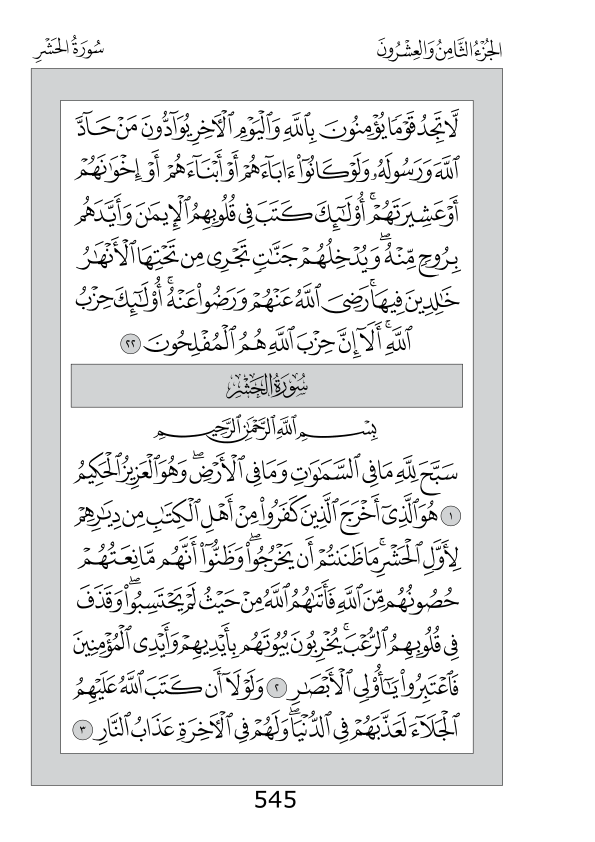 الجُزْءُ الثَّامِنُ وَالعِشْرُونَ سُورَةُ الحَشْرِ
لَّا تَجِدُ قَوْمًا يُؤْمِنُونَ بِٱللَّهِ وَٱلْيَوْمِ ٱلْأٓخِرِ يُوَآدُّونَ مَنْ حَآدَّ
ٱللَّهَ وَرَسُولَهُۥ وَلَوْ كَانُوٓا۟ ءَابَآءَهُمْ أَوْ أَبْنَآءَهُمْ أَوْ إِخْوَٰنَهُمْ
أَوْ عَشِيرَتَهُمْ ۚ أُو۟لَٰٓئِكَ كَتَبَ فِى قُلُوبِهِمُ ٱلْإِيمَٰنَ وَأَيَّدَهُم
بِرُوحٍ مِّنْهُ ۖ وَيُدْخِلُهُمْ جَنَّٰتٍ تَجْرِى مِن تَحْتِهَا ٱلْأَنْهَٰرُ
خَٰلِدِينَ فِيهَا ۚ رَضِىَ ٱللَّهُ عَنْهُمْ وَرَضُوا۟ عَنْهُ ۚ أُو۟لَٰٓئِكَ حِزْبُ
ٱللَّهِ ۚ أَلَآ إِنَّ حِزْبَ ٱللَّهِ هُمُ ٱلْمُفْلِحُونَ ٢٢
سُورَةُ الحَشْرِ
بِسْمِ ٱللَّهِ ٱلرَّحْمَٰنِ ٱلرَّحِيمِ
سَبَّحَ لِلَّهِ مَا فِى ٱلسَّمَٰوَٰتِ وَمَا فِى ٱلْأَرْضِ ۖ وَهُوَ ٱلْعَزِيزُ ٱلْحَكِيمُ
١ هُوَ ٱلَّذِىٓ أَخْرَجَ ٱلَّذِينَ كَفَرُوا۟ مِنْ أَهْلِ ٱلْكِتَٰبِ مِن دِيَٰرِهِمْ
لِأَوَّلِ ٱلْحَشْرِ ۚ مَا ظَنَنتُمْ أَن يَخْرُجُوا۟ ۖ وَظَنُّوٓا۟ أَنَّهُم مَّانِعَتُهُمْ
حُصُونُهُم مِّنَ ٱللَّهِ فَأَتَىٰهُمُ ٱللَّهُ مِنْ حَيْثُ لَمْ يَحْتَسِبُوا۟ ۖ وَقَذَفَ
فِى قُلُوبِهِمُ ٱلرُّعْبَ ۚ يُخْرِبُونَ بُيُوتَهُم بِأَيْدِيهِمْ وَأَيْدِى ٱلْمُؤْمِنِينَ
فَٱعْتَبِرُوا۟ يَٰٓأُو۟لِى ٱلْأَبْصَٰرِ ٢ وَلَوْلَآ أَن كَتَبَ ٱللَّهُ عَلَيْهِمُ
ٱلْجَلَآءَ لَعَذَّبَهُمْ فِى ٱلدُّنْيَا ۖ وَلَهُمْ فِى ٱلْأٓخِرَةِ عَذَابُ ٱلنَّارِ ٣
545